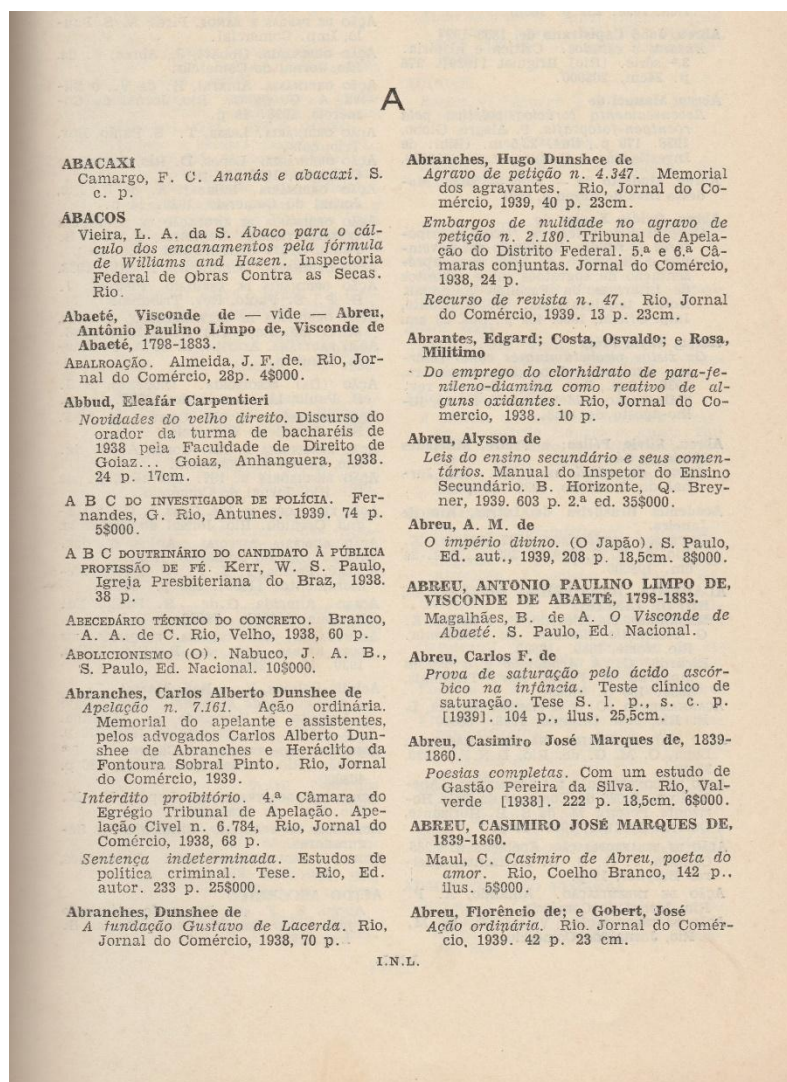 A
ABACAXI
Camargo, F. C. Ananás e abacaxi. S.
c. p.
ÁBACOS
Vieira, L. A. da S. Ábaco para o cál-
culo dos encanamentos pela fórmula
de Williams and Hazen. Inspectoria
Federal de Obras Contra as Secas.
Rio.
Abaeté, Visconde de — vide — Abreu,
Antônio Paulino Limpo de, Visconde de
Abaeté, 1798-1883.
ABALROAÇÃO. Almeida, J. F. de. Rio, Jor-
nal do Comércio, 28p. 4$000.
Abbud, Eleafár Carpentieri
Novidades do velho direito. Discurso do
orador da turma de bacharéis de
1938 pela Faculdade de Direito de
Goiaz... Goiaz, Anhanguera, 1938.
24 p. 17cm.
A B C DO INVESTIGADOR DE POLÍCIA. Fer-
nandes, G. Rio, Antunes. 1939. 74 p.
5$000.
A B C DOUTRINÁRIO DO CANDIDATO À PÚBLICA
PROFISSÃO DE FÉ. Kerr, W. S. Paulo,
Igreja Presbiteriana do Braz, 1938.
38 p.
ABECEDÁRIO TÉCNICO DO CONCRETO. Branco,
A. A. de C. Rio, Velho, 1938, 60 p.
ABOLICIONISMO (O). Nabuco, J. A. B.,
S. Paulo, Ed. Nacional. 10$000.
Abranches, Carlos Alberto Dunshee de
Apelação n. 7.161. Ação ordinária.
Memorial do apelante e assistentes,
pelos advogados Carlos Alberto Dun-
shee de Abranches e Heráclito da
Fontoura Sobral Pinto. Rio, Jornal
do Comércio, 1939.
Interdito proibitório. 4.ª Câmara do
Egrégio Tribunal de Apelação. Ape-
lação Civel n. 6.784, Rio, Jornal do
Comércio, 1938, 68 p.
Sentença indeterminada. Estudos de
política criminal. Tese. Rio, Ed.
autor. 233 p. 25$000.
Abranches, Dunshee de
A fundação Gustavo de Lacerda. Rio,
Jornal do Comércio, 1938, 70 p.
Abranches, Hugo Dunshee de
Agravo de petição n. 4.347. Memorial
dos agravantes. Rio, Jornal do Co-
mércio, 1939, 40 p. 23cm.
Embargos de nulidade no agravo de
petição n. 2.180. Tribunal de Apela-
ção do Distrito Federal. 5.ª e 6.ª Câ-
maras conjuntas. Jornal do Comércio,
1938, 24 p.
Recurso de revista n. 47. Rio, Jornal
do Comércio, 1939. 13 p. 23cm.
Abrantes, Edgard; Costa, Osvaldo; e Rosa,
Militimo
Do emprego do clorhidrato de para-fe-
nileno-diamina como reativo de al-
guns oxidantes. Rio, Jornal do Co-
mercio, 1938. 10 p.
Abreu, Alysson de
Leis do ensino secundário e seus comen-
tários. Manual do Inspetor do Ensino
Secundário. B. Horizonte, Q. Brey-
ner, 1939. 603 p. 2.ª ed. 35$000.
Abreu, A. M. de
O império divino. (O Japão). S. Paulo,
Ed. aut., 1939, 208 p. 18,5cm. 8$000.
ABREU, ANTONIO PAULINO LIMPO DE,
VISCONDE DE ABAETÉ, 1798-1883.
Magalhães, B. de A. O Visconde de
Abaeté. S. Paulo, Ed. Nacional.
Abreu, Carlos F. de
Prova de saturação pelo ácido ascór-
bico na infância. Teste clínico de
saturação. Tese S. l. p., s. c. p.
[1939]. 104 p., ilus. 25,5cm.
Abreu, Casimiro José Marques de, 1839-
1860.
Poesias completas. Com um estudo de
Gastão Pereira da Silva. Rio, Val-
verde [1938]. 222 p. 18,5cm. 6$000.
ABREU, CASIMIRO JOSÉ MARQUES DE,
1839-1860.
Maul, C. Casimiro de Abreu, poeta do
amor. Rio, Coelho Branco, 142 p.,
ilus. 5$000.
Abreu, Florêncio de; e Gobert, José
Ação ordinária. Rio. Jornal do Comér-
cio, 1939. 42 p. 23 cm.
I.N.L.